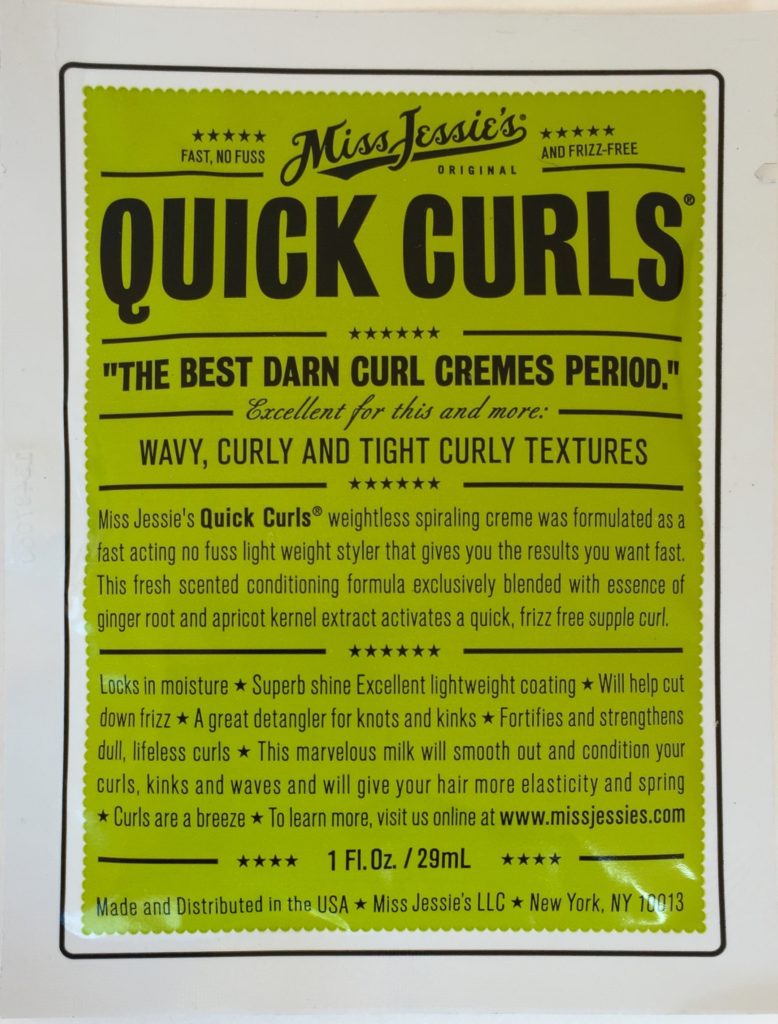 ★★★★★ Miss Jessie's® ★★★★★
FAST, NO FUSS ORIGINAL AND FRIZZ-FREE
QUICK CURLS®
★★★★★★
"THE BEST DARN CURL CREMES PERIOD."
Excellent for this and more:
WAVY, CURLY AND TIGHT CURLY TEXTURES
★★★★★★
Miss Jessie's Quick Curls® weightless spiraling creme was formulated as a
fast acting no fuss light weight styler that gives you the results you want fast.
This fresh scented conditioning formula exclusively blended with essence of
ginger root and apricot kernel extract activates a quick, frizz free supple curl.
★★★★★★
Locks in moisture ★ Superb shine Excellent lightweight coating ★ Will help cut
down frizz ★ A great detangler for knots and kinks ★ Fortifies and strengthens
dull, lifeless curls ★ This marvelous milk will smooth out and condition your
curls, kinks and waves and will give your hair more elasticity and spring
★ Curls are a breeze ★ To learn more, visit us online at www.missjessies.com
★★★★ 1 Fl. Oz. / 29mL ★★★★
Made and Distributed in the USA ★ Miss Jessie's LLC ★ New York, NY 10013